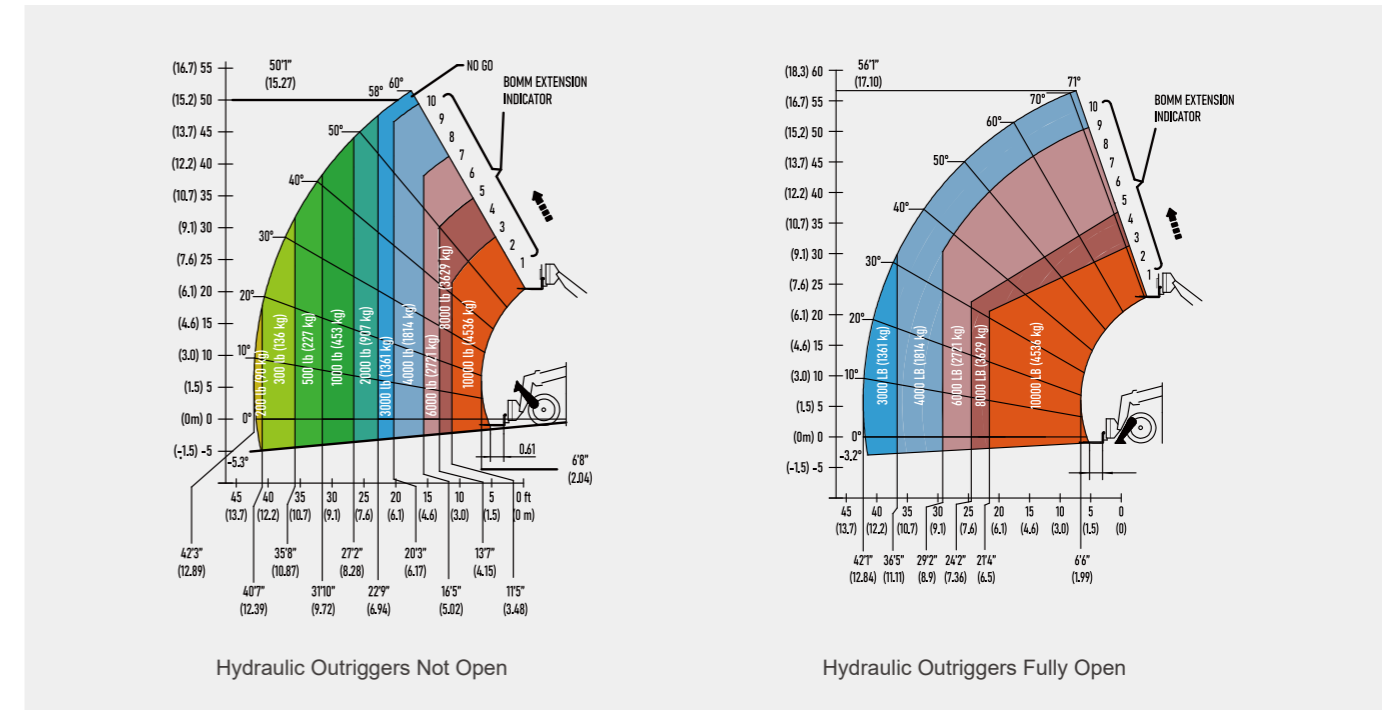 50'1"
(15.27)
NO GO
BOMM EXTENSION
INDICATOR
(16.7) 55
(15.2) 50
(13.7) 45
(12.2) 40
(10.7) 35
(9.1) 30
(7.6) 25
(6.1) 20
(4.6) 15
(3.0) 10
(1.5) 5
(0m) 0
(-1.5) -5
60°
58°
50°
40°
30°
20°
10°
0°
-5.3°
10
9
8
7
6
5
4
3
2
1
200 lb (90 kg)
300 lb (136 kg)
500 lb (227 kg)
1000 lb (453 kg)
2000 lb (907 kg)
3000 lb (1361 kg)
4000 lb (1814 kg)
6000 lb (2721 kg)
8000 lb (3629 kg)
10000 lb (4536 kg)
0.61
6'8"
(2.04)
45 40 35 30 25 20 15 10 5 0 ft
(13.7) (12.2) (10.7) (9.1) (7.6) (6.1) (4.6) (3.0) (1.5) (0 m)
42'3" 35'8" 27'2" 20'3" 13'7"
(12.89) (10.87) (8.28) (6.17) (4.15)
40'7" 31'10" 22'9" 16'5" 11'5"
(12.39) (9.72) (6.94) (5.02) (3.48)
Hydraulic Outriggers Not Open
56'1"
(17.10)
BOMM EXTENSION
INDICATOR
(18.3) 60
(16.7) 55
(15.2) 50
(13.7) 45
(12.2) 40
(10.7) 35
(9.1) 30
(7.6) 25
(6.1) 20
(4.6) 15
(3.0) 10
(1.5) 5
(0m) 0
(-1.5) -5
71°
70°
60°
50°
40°
30°
20°
10°
0°
-3.2°
10
9
8
7
6
5
4
3
2
1
3000 LB (1361 kg)
4000 LB (1814 kg)
6000 LB (2721 kg)
8000 LB (3629 kg)
10000 LB (4536 kg)
45 40 35 30 25 20 15 10 5 0
(13.7) (12.2) (10.7) (9.1) (7.6) (6.1) (4.6) (3.0) (1.5) (0)
42'1" 36'5" 29'2" 24'2" 21'4" 6'6"
(12.84) (11.11) (8.9) (7.36) (6.5) (1.99)
Hydraulic Outriggers Fully Open